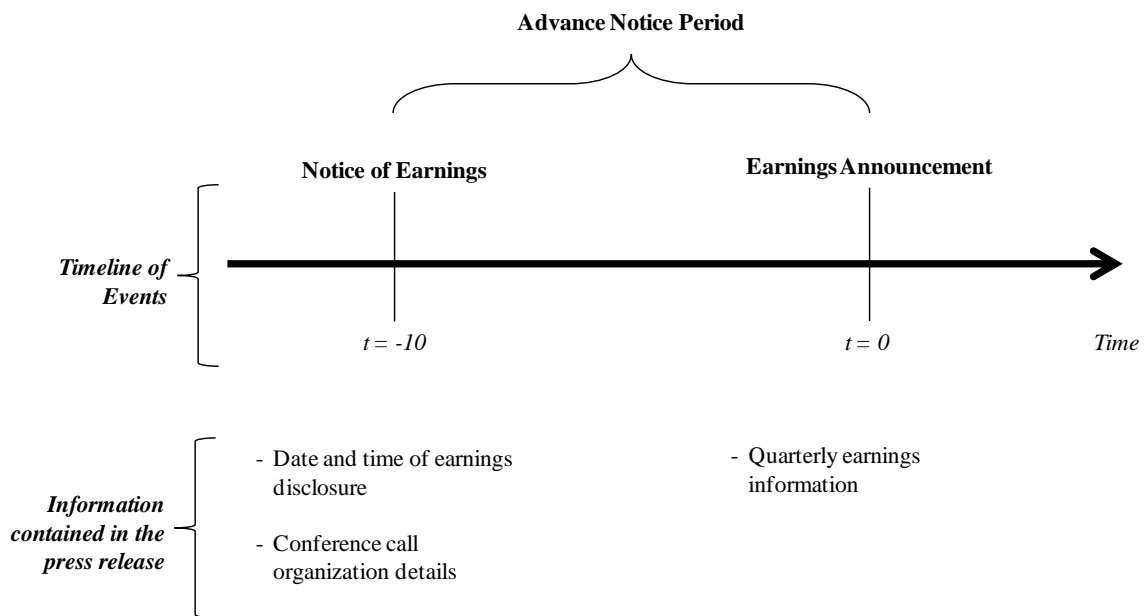 Advance Notice Period
Notice of Earnings
Earnings Announcement
Timeline of
Events
t = -10
t = 0
Time
- Date and time of earnings
disclosure
- Conference call
organization details
- Quarterly earnings
information
Information
contained in the
press release